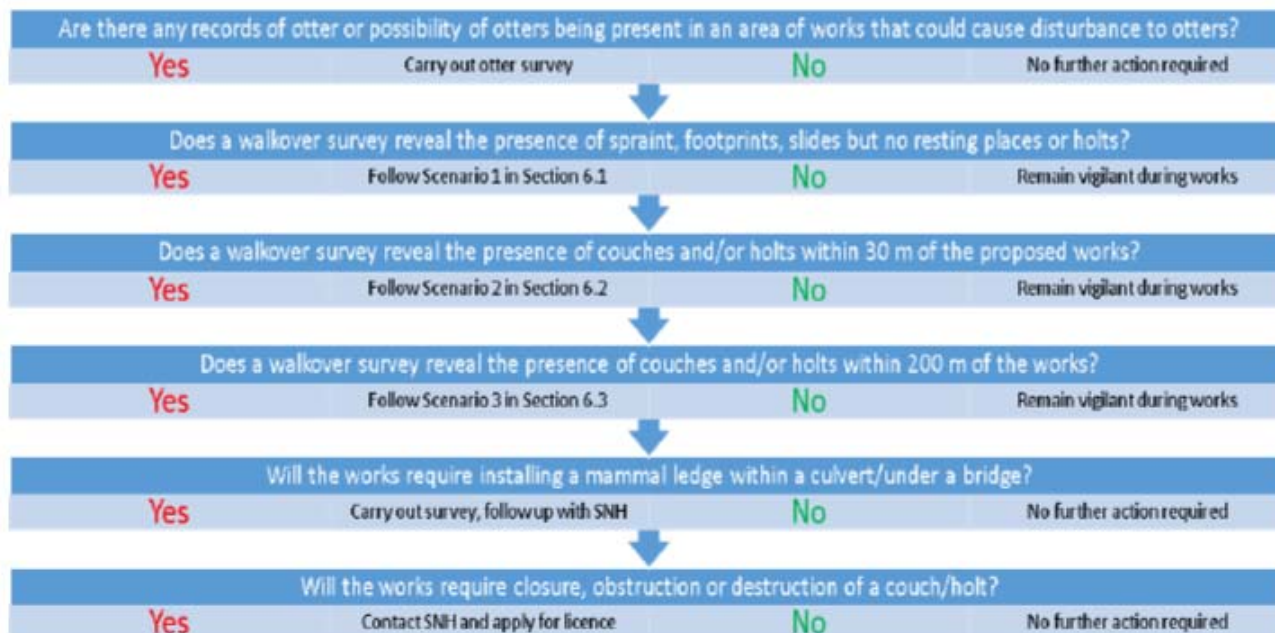 Are there any records of otter or possibility of otters being present in an area of works that could cause disturbance to otters?
Yes Carry out otter survey No No further action required
Does a walkover survey reveal the presence of spraint, footprints, slides but no resting places or holts?
Yes Follow Scenario 1 in Section 6.1 No Remain vigilant during works
Does a walkover survey reveal the presence of couches and/or holts within 30 m of the proposed works?
Yes Follow Scenario 2 in Section 6.2 No Remain vigilant during works
Does a walkover survey reveal the presence of couches and/or holts within 200 m of the works?
Yes Follow Scenario 3 in Section 6.3 No Remain vigilant during works
Will the works require installing a mammal ledge within a culvert/under a bridge?
Yes Carry out survey, follow up with SNH No No further action required
Will the works require closure, obstruction or destruction of a couch/holt?
Yes Contact SNH and apply for licence No No further action required